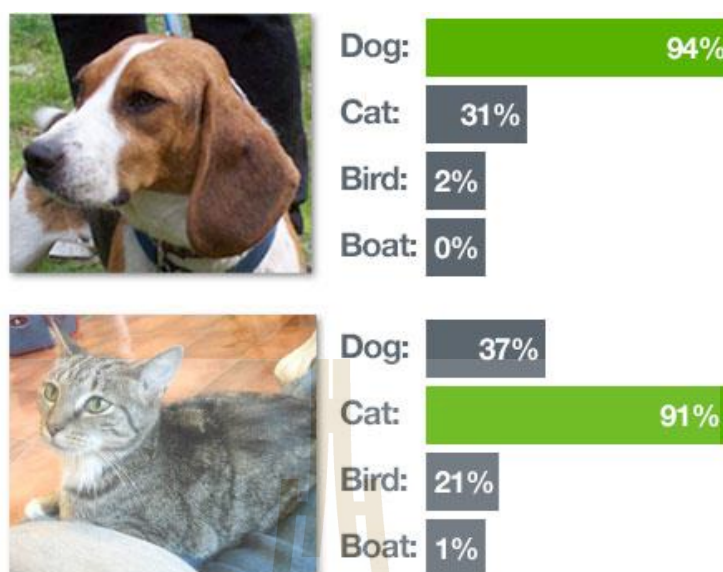 Dog: 94%
Cat: 31%
Bird: 2%
Boat: 0%
Dog: 37%
Cat: 91%
Bird: 21%
Boat: 1%